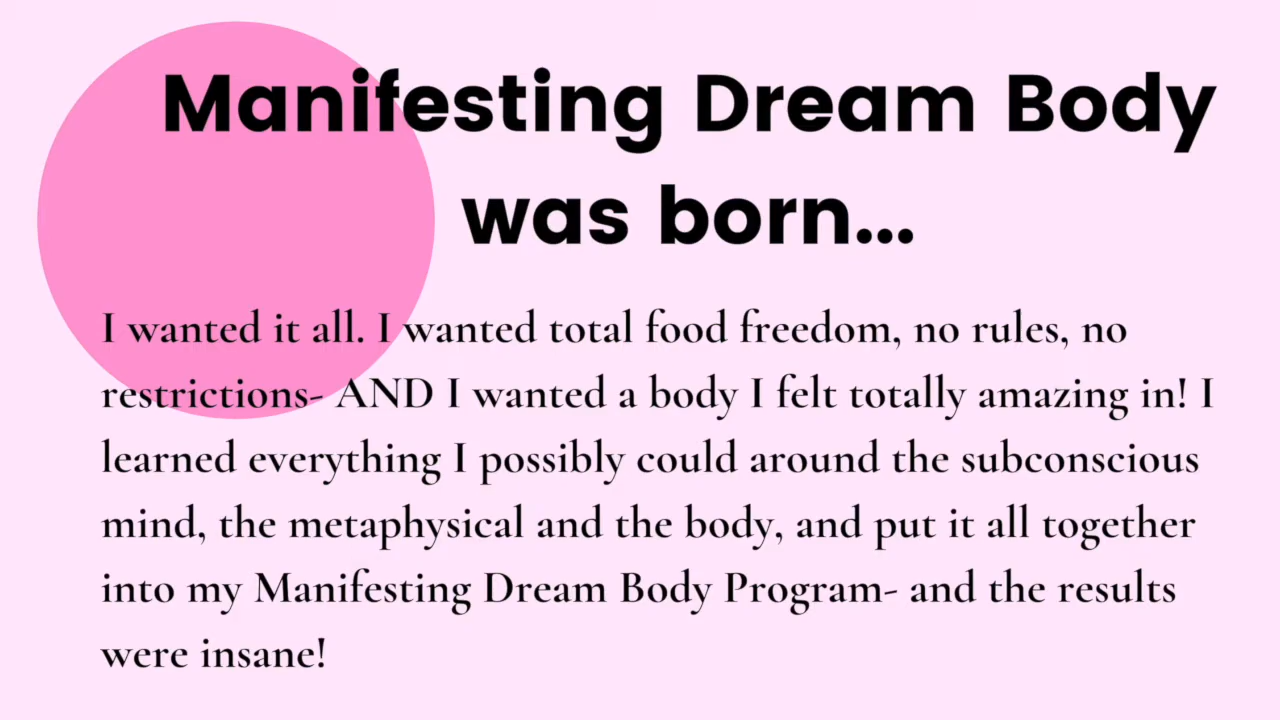 Manifesting Dream Body
was born...
I wanted it all. I wanted total food freedom, no rules, no
restrictions- AND I wanted a body I felt totally amazing in! I
learned everything I possibly could around the subconscious
mind, the metaphysical and the body, and put it all together
into my Manifesting Dream Body Program- and the results
were insane!